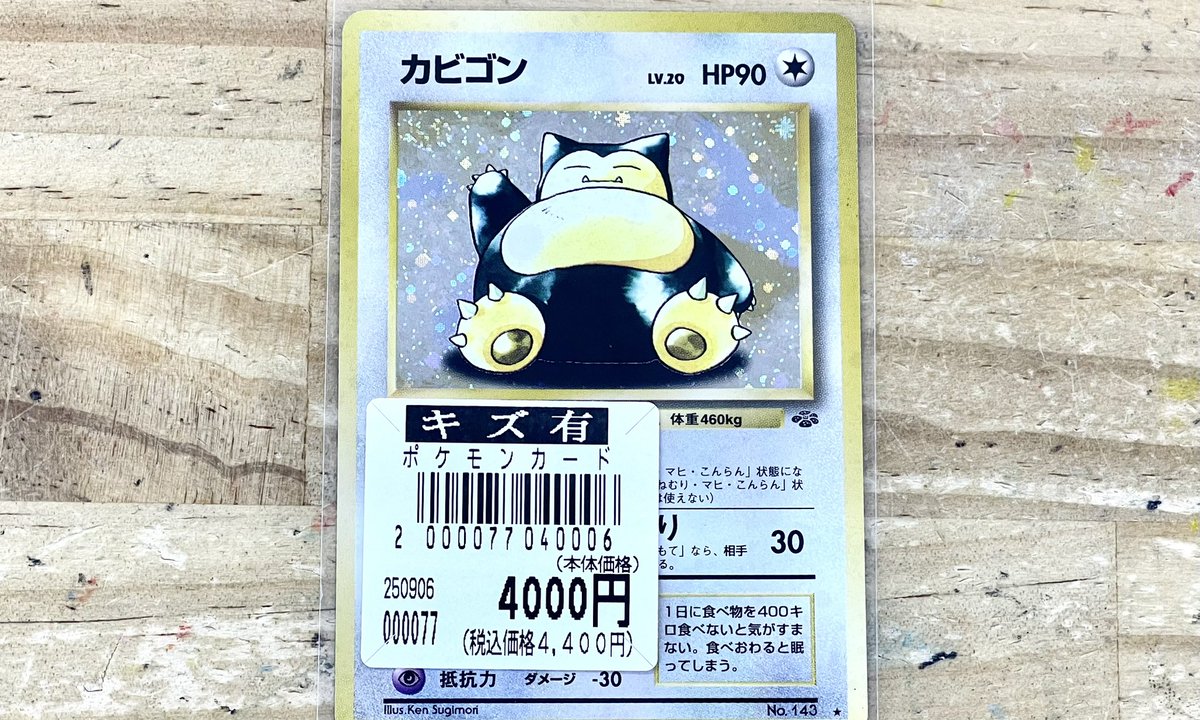 カビゴン LV.20 HP90
体重460kg
マヒ・こんらん」状態にな
ねむり・マヒ・こんらん」状
は使えない)
り 30
もて」なら、相手
る。
キズ有
ポケモンカード
2 000077 040006
(本体価格)
250906 4000円
000077 (税込価格4,400円)
1日に食べ物を400キ
ロ食べないと気がすま
ない。食べおわると眠
ってしまう。
抵抗力 ダメージ -30
Illus. Ken Sugimori No. 143 ★